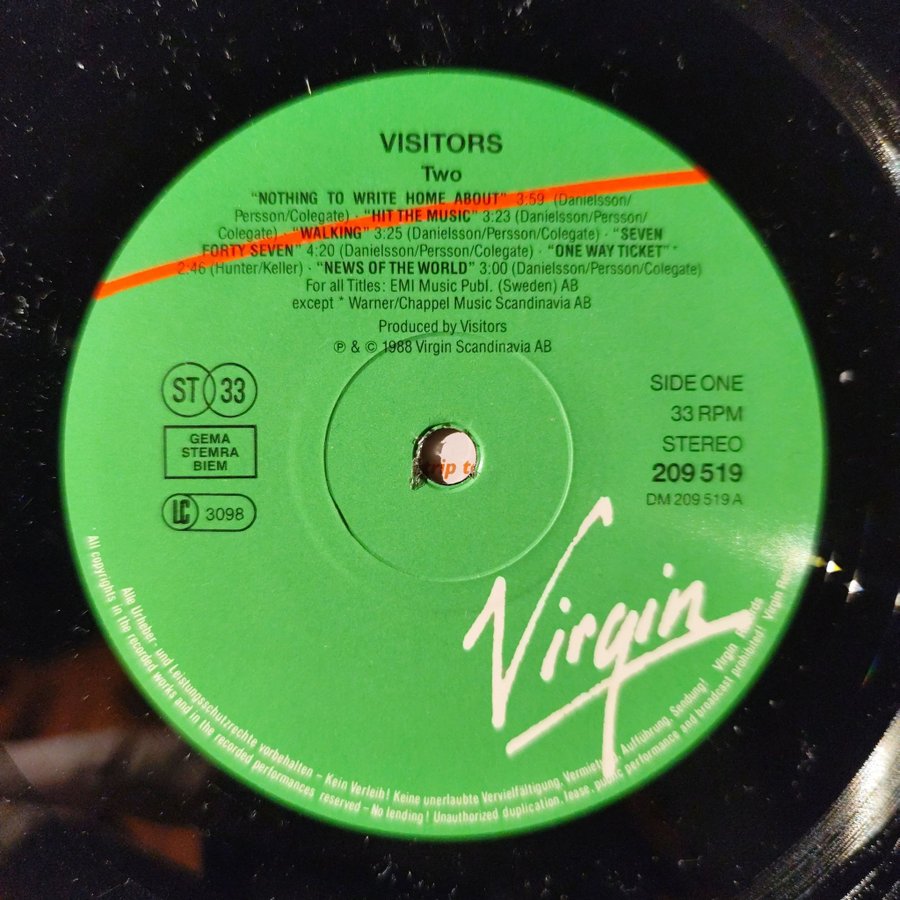 VISITORS
Two
“NOTHING TO WRITE HOME ABOUT” 3:59 (Danielsson/
Persson/Colegate) · “HIT THE MUSIC” 3:23 (Danielsson/Persson/
Colegate) · “WALKING” 3:25 (Danielsson/Persson/Colegate) · “SEVEN
FORTY SEVEN” 4:20 (Danielsson/Persson/Colegate) · “ONE WAY TICKET”*
2:46 (Hunter/Keller) · “NEWS OF THE WORLD” 3:00 (Danielsson/Persson/Colegate)
For all Titles: EMI Music Publ. (Sweden) AB
except * Warner/Chappel Music Scandinavia AB
Produced by Visitors
℗ & © 1988 Virgin Scandinavia AB
ST 33
GEMA
STEMRA
BIEM
LC 3098
SIDE ONE
33 RPM
STEREO
209 519
DM 209 519 A
trip
Virgin
Alle Urheber- und Leistungsschutzrechte vorbehalten – Kein Verleih! Keine unerlaubte Vervielfältigung, Vermietung, Aufführung, Sendung! Virgin Records
All copyrights in the recorded works and in the recorded performances reserved – No lending! Unauthorized duplication, lease, public performance and broadcast prohibited! Virgin